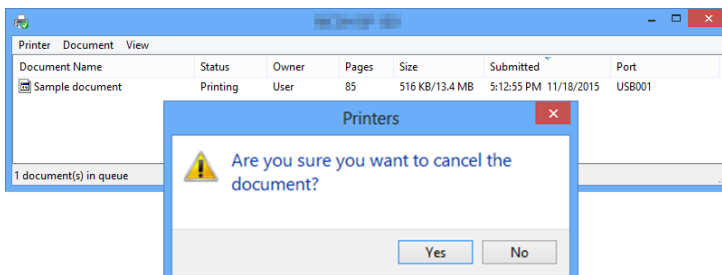 Printer Document View
Document Name Status Owner Pages Size Submitted Port
Sample document Printing User 85 516 KB/13.4 MB 5:12:55 PM 11/18/2015 USB001
Printers
Are you sure you want to cancel the
document?
1 document(s) in queue
Yes No